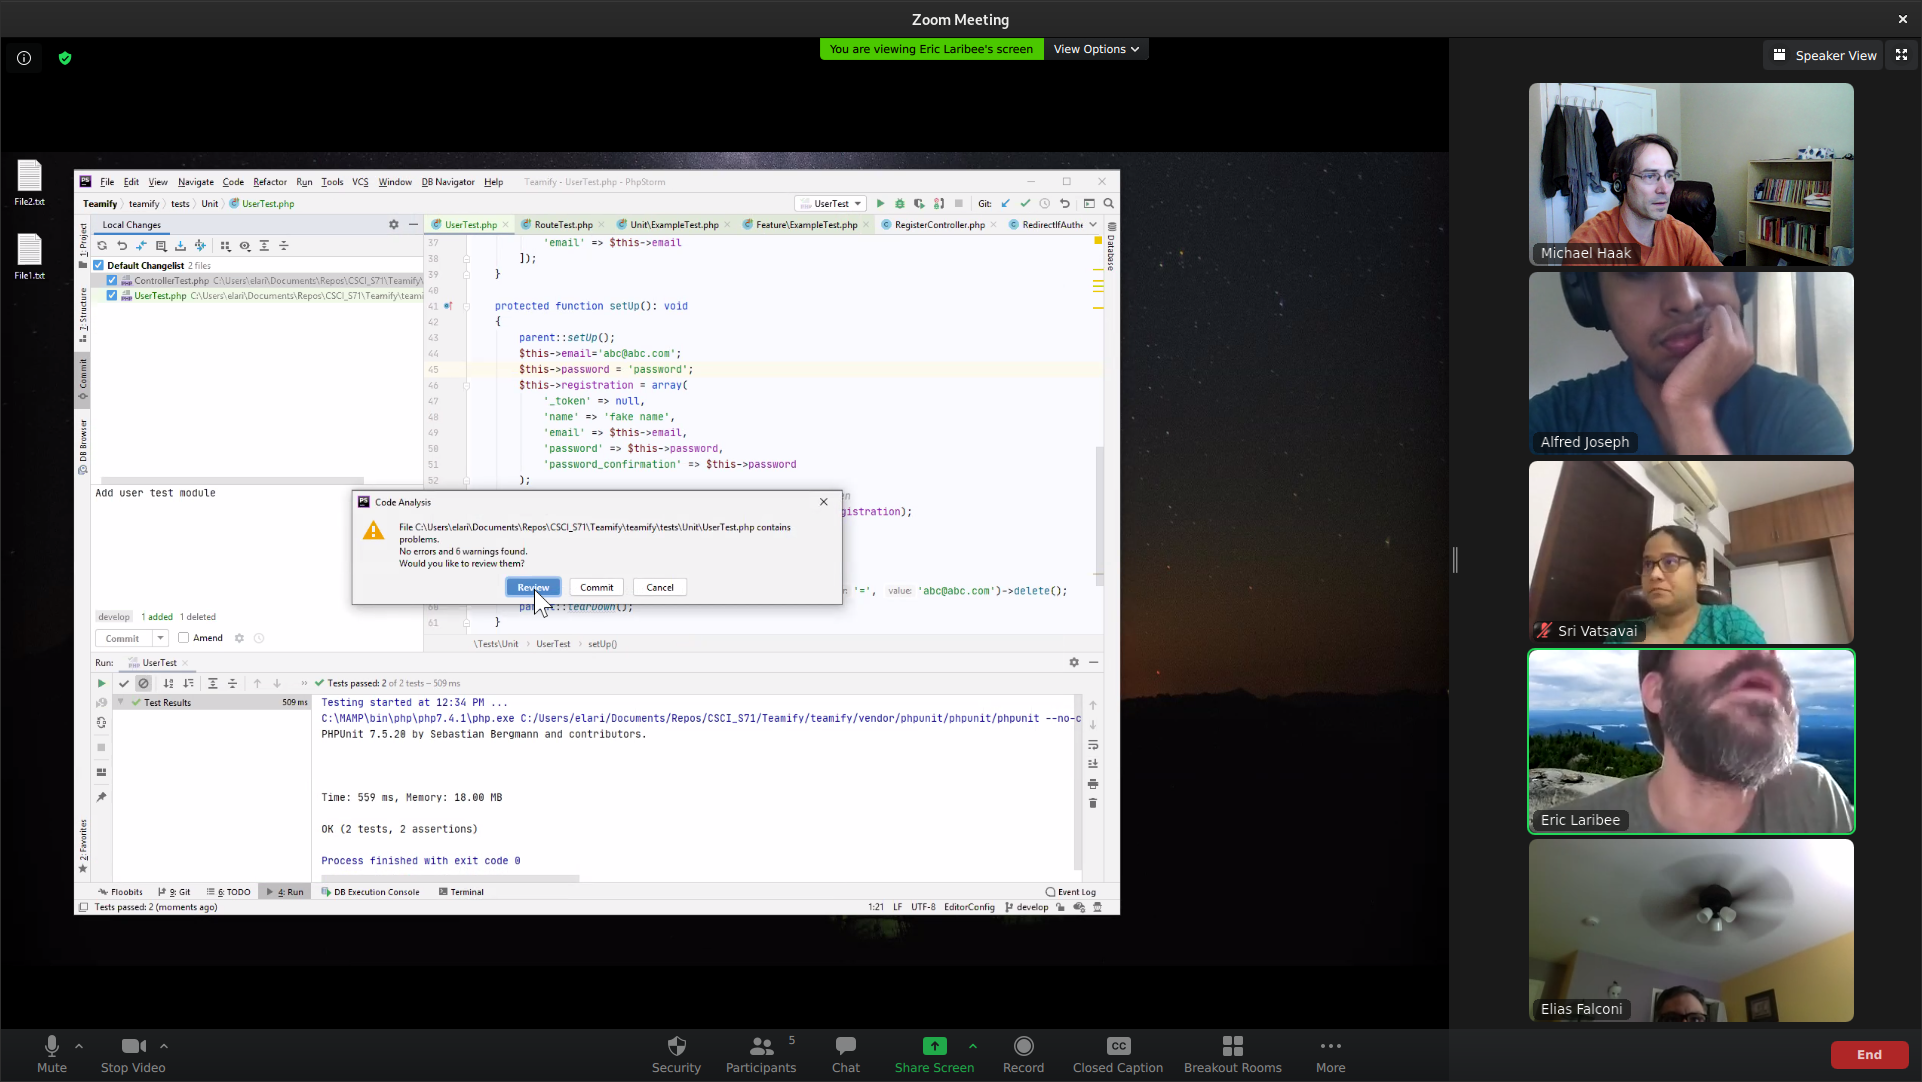 Zoom Meeting
You are viewing Eric Laribee's screen View Options
Speaker View
File2.txt
File1.txt
File Edit View Navigate Code Refactor Run Tools VCS Window DB Navigator Help Teamify - UserTest.php - PhpStorm
Teamify teamify tests Unit UserTest.php UserTest Git:
Local Changes UserTest.php RouteTest.php Unit\ExampleTest.php Feature\ExampleTest.php RegisterController.php RedirectIfAuthe
1: Project
7: Structure
Commit
DB Browser
2: Favorites
Database
Default Changelist 2 files
ControllerTest.php C:\Users\elari\Documents\Repos\CSCI_S71\Teamify\
UserTest.php C:\Users\elari\Documents\Repos\CSCI_S71\Teamify\teami
37 'email' => $this->email
38 ]);
39 }
40
41 protected function setUp(): void
42 {
43 parent::setUp();
44 $this->email='abc@abc.com';
45 $this->password = 'password';
46 $this->registration = array(
47 '_token' => null,
48 'name' => 'fake name',
49 'email' => $this->email,
50 'password' => $this->password,
51 'password_confirmation' => $this->password
52 );
gistration);
'=', value: 'abc@abc.com')->delete();
60 parent::tearDown();
61 }
Add user test module
Code Analysis
File C:\Users\elari\Documents\Repos\CSCI_S71\Teamify\teamify\tests\Unit\UserTest.php contains
problems.
No errors and 6 warnings found.
Would you like to review them?
Review Commit Cancel
develop 1 added 1 deleted
Commit Amend
\Tests\Unit UserTest setUp()
Run: UserTest
Tests passed: 2 of 2 tests – 509 ms
Test Results 509 ms
Testing started at 12:34 PM ...
C:\MAMP\bin\php\php7.4.1\php.exe C:/Users/elari/Documents/Repos/CSCI_S71/Teamify/teamify/vendor/phpunit/phpunit/phpunit --no-c
PHPUnit 7.5.20 by Sebastian Bergmann and contributors.
Time: 559 ms, Memory: 18.00 MB
OK (2 tests, 2 assertions)
Process finished with exit code 0
Floobits 9: Git 6: TODO 4: Run DB Execution Console Terminal Event Log
Tests passed: 2 (moments ago) 1:21 LF UTF-8 EditorConfig develop
Michael Haak
Alfred Joseph
Sri Vatsavai
Eric Laribee
Elias Falconi
Mute Stop Video Security Participants 5 Chat Share Screen Record CC Closed Caption Breakout Rooms More End